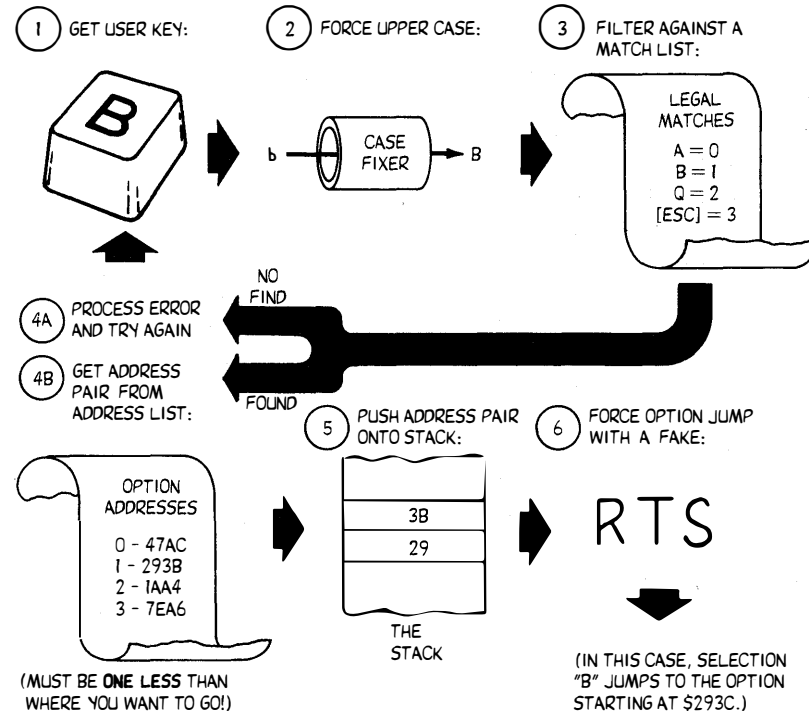 1 GET USER KEY:
B
2 FORCE UPPER CASE:
b
CASE
FIXER
B
3 FILTER AGAINST A
MATCH LIST:
LEGAL
MATCHES
A = 0
B = 1
Q = 2
[ESC] = 3
NO
FIND
4A PROCESS ERROR
AND TRY AGAIN
4B GET ADDRESS
PAIR FROM
ADDRESS LIST:
FOUND
OPTION
ADDRESSES
0 - 47AC
1 - 293B
2 - 1AA4
3 - 7EA6
(MUST BE ONE LESS THAN
WHERE YOU WANT TO GO!)
5 PUSH ADDRESS PAIR
ONTO STACK:
3B
29
THE
STACK
6 FORCE OPTION JUMP
WITH A FAKE:
RTS
(IN THIS CASE, SELECTION
"B" JUMPS TO THE OPTION
STARTING AT $293C.)